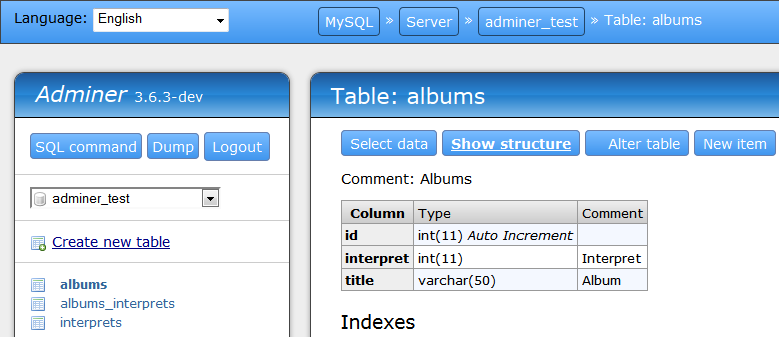 Language: English
MySQL » Server » adminer_test » Table: albums
Adminer 3.6.3-dev
SQL command Dump Logout
adminer_test
Create new table
albums
albums_interprets
interprets
Table: albums
Select data Show structure Alter table New item
Comment: Albums
Column Type Comment
id int(11) Auto Increment
interpret int(11) Interpret
title varchar(50) Album
Indexes